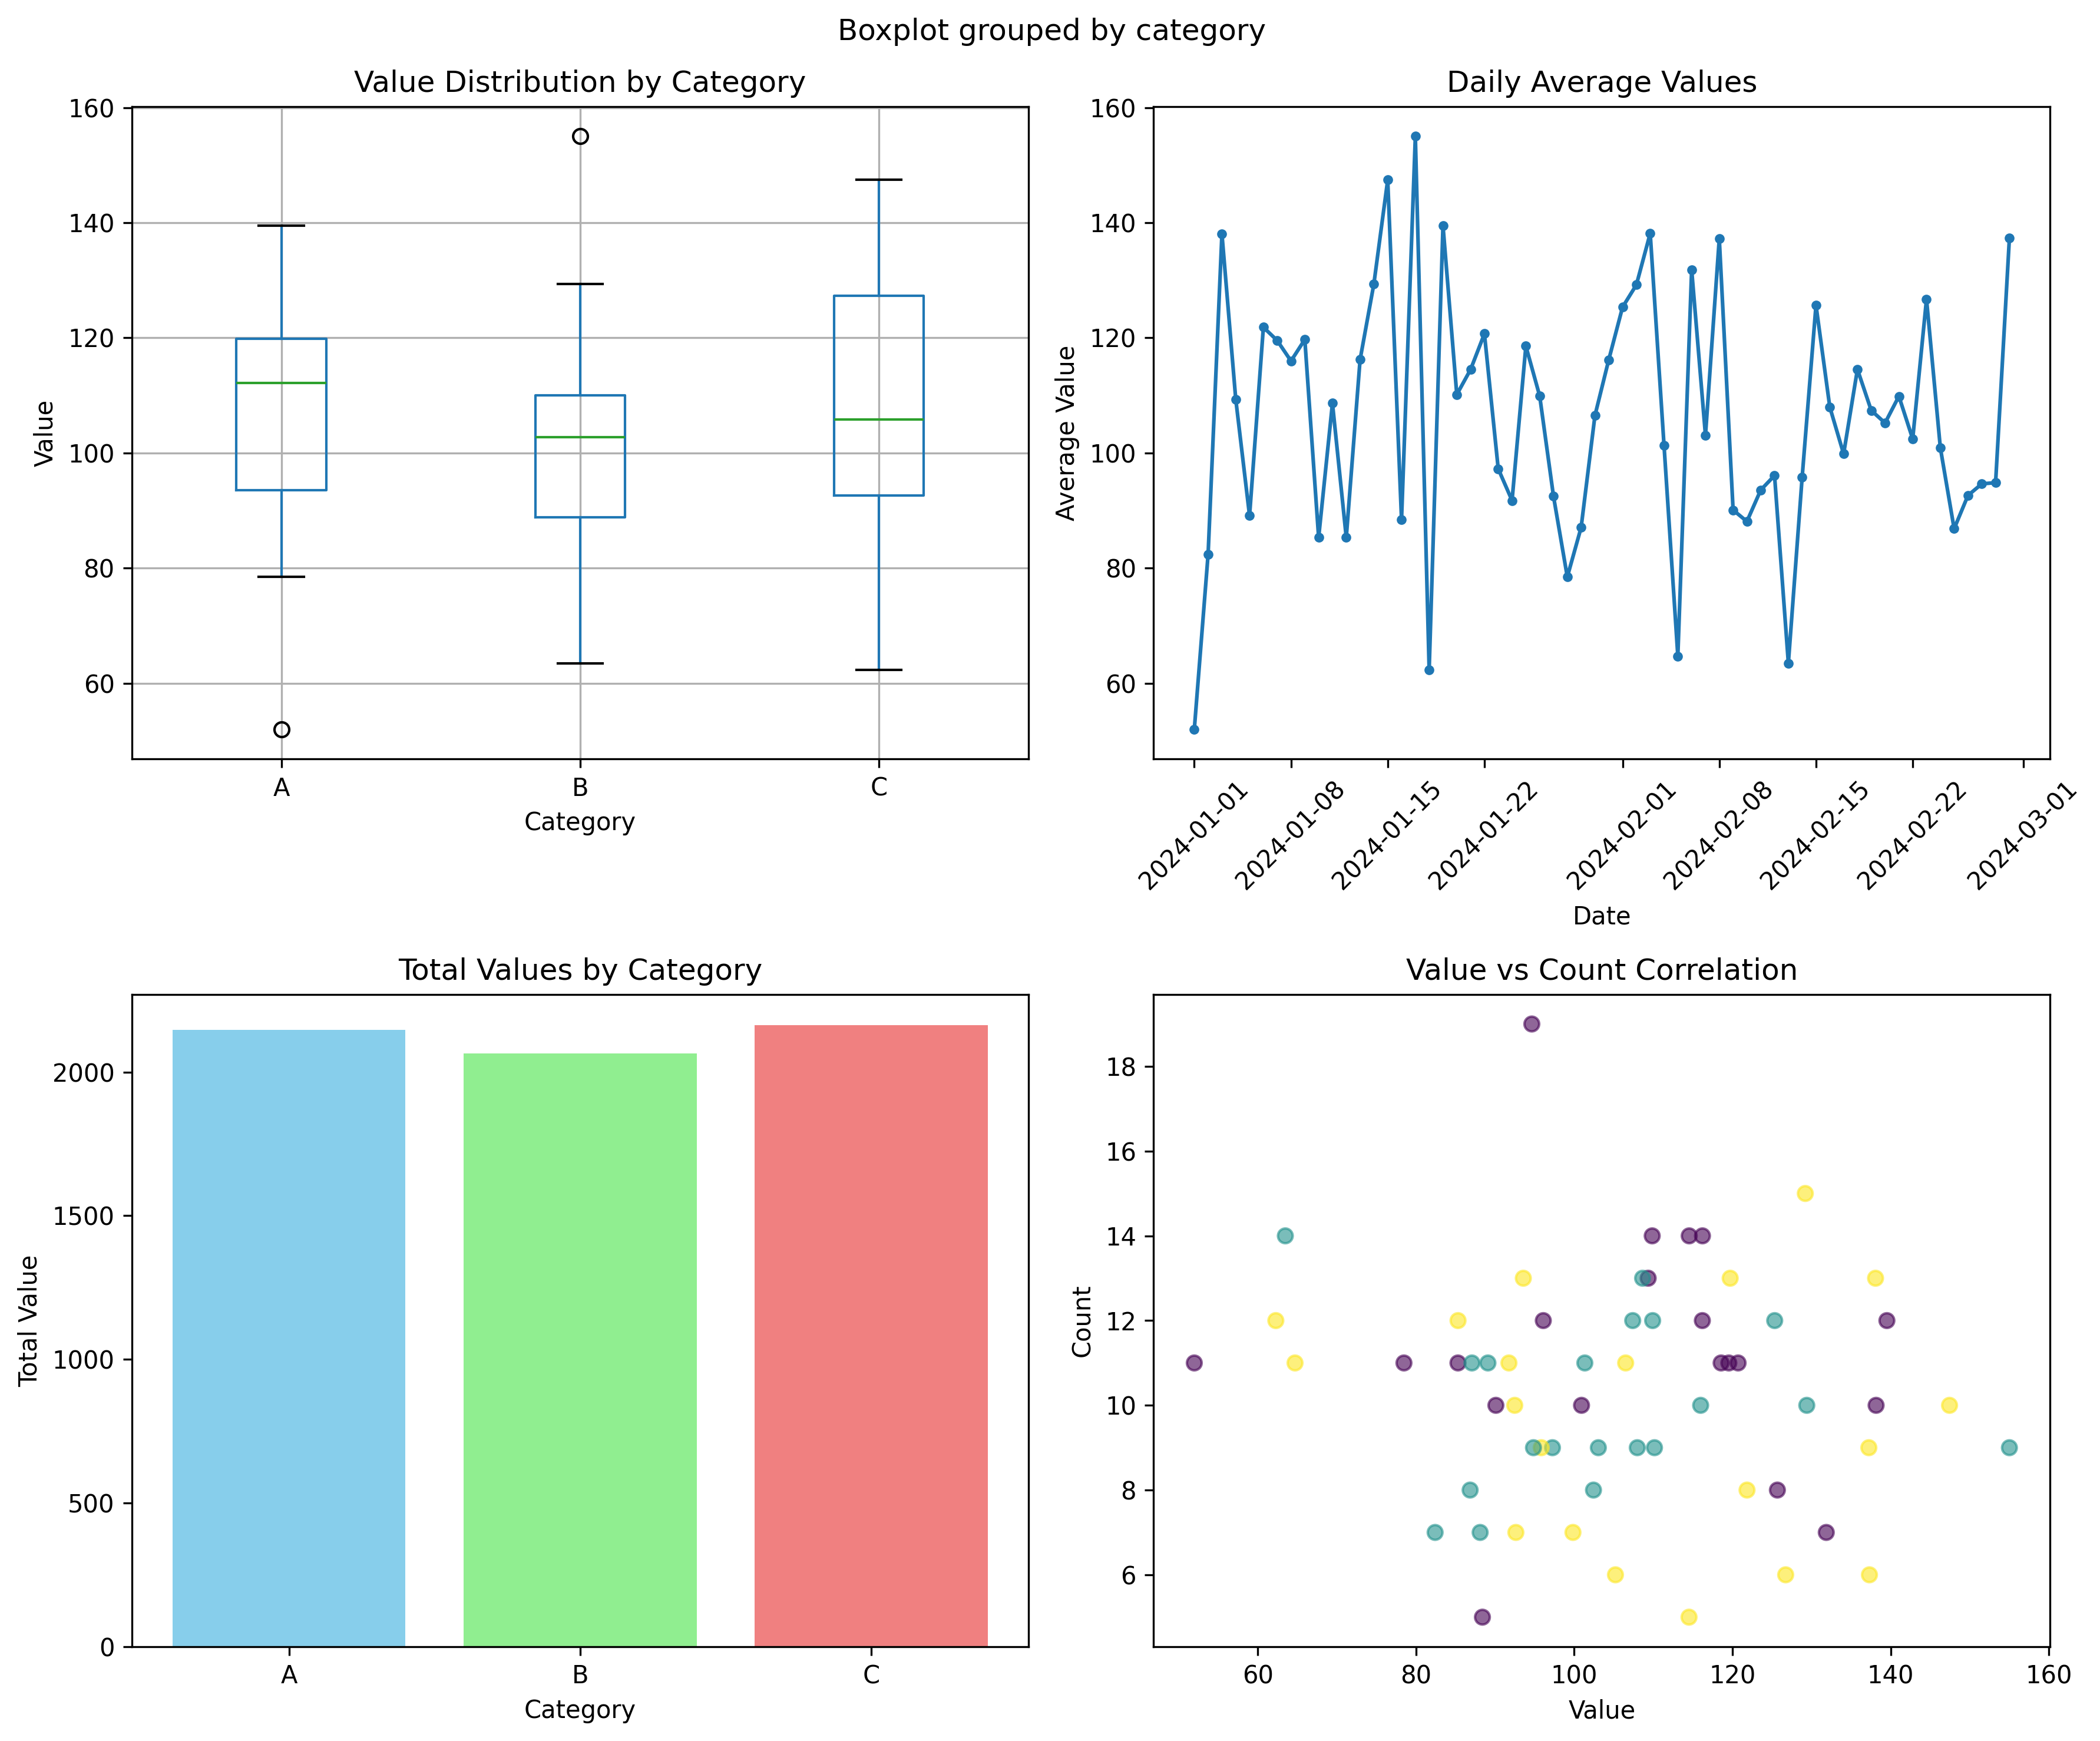 Boxplot grouped by category
Value Distribution by Category
160
140
120
100
80
60
Value
A
B
C
Category
Daily Average Values
160
140
120
100
80
60
Average Value
2024-01-01
2024-01-08
2024-01-15
2024-01-22
2024-02-01
2024-02-08
2024-02-15
2024-02-22
2024-03-01
Date
Total Values by Category
2000
1500
1000
500
0
Total Value
A
B
C
Category
Value vs Count Correlation
18
16
14
12
10
8
6
Count
60
80
100
120
140
160
Value